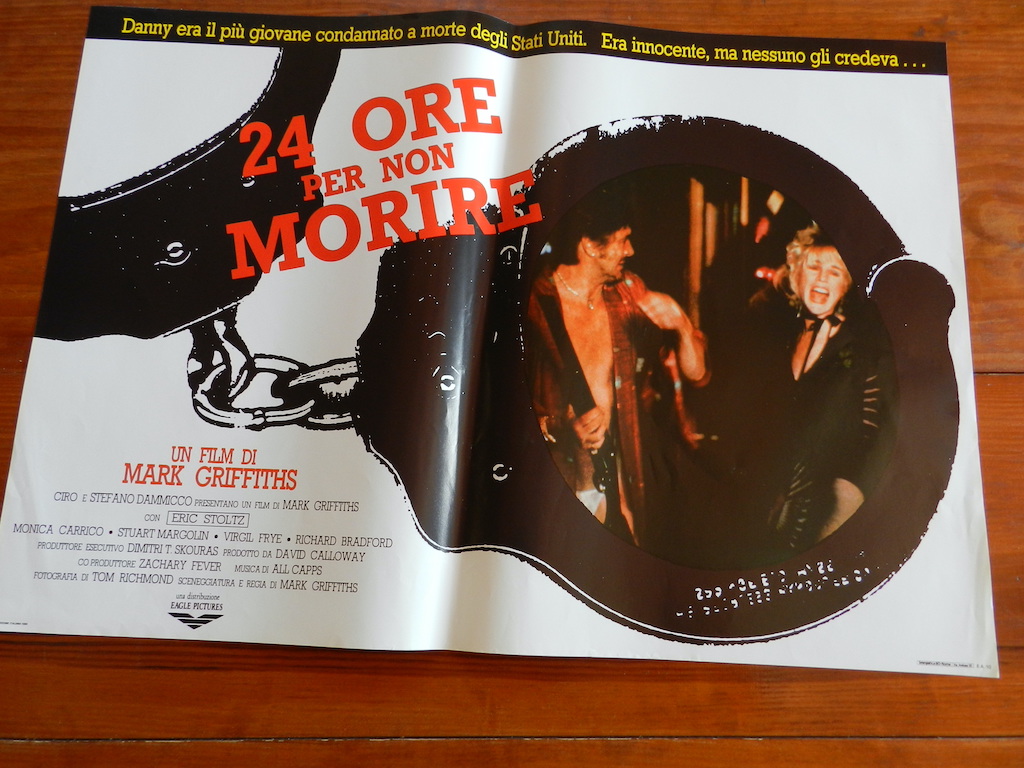 Danny era il più giovane condannato a morte degli Stati Uniti. Era innocente, ma nessuno gli credeva . . .
24 ORE
PER NON
MORIRE
UN FILM DI
MARK GRIFFITHS
CIRO E STEFANO DAMMICCO PRESENTANO UN FILM DI MARK GRIFFITHS
CON ERIC STOLTZ
MONICA CARRICO • STUART MARGOLIN • VIRGIL FRYE • RICHARD BRADFORD
PRODUTTORE ESECUTIVO DIMITRI T. SKOURAS PRODOTTO DA DAVID CALLOWAY
CO PRODUTTORE ZACHARY FEVER MUSICA DI ALL CAPPS
FOTOGRAFIA DI TOM RICHMOND SCENEGGIATURA E REGIA DI MARK GRIFFITHS
una distribuzione
EAGLE PICTURES